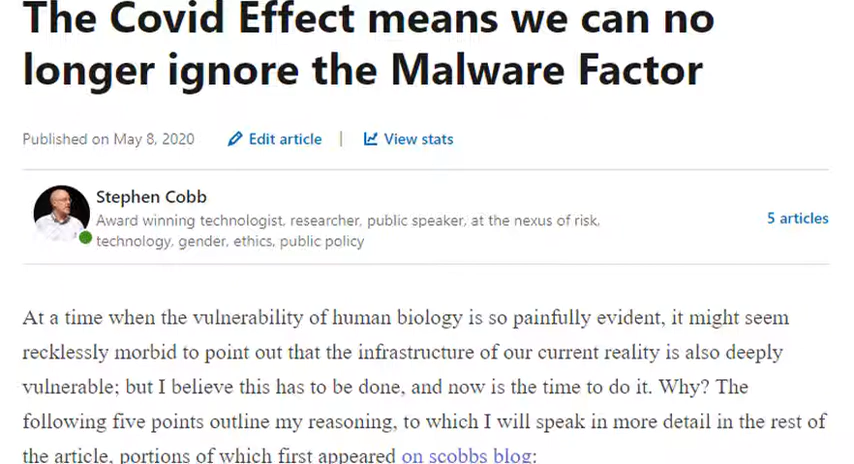 The Covid Effect means we can no
longer ignore the Malware Factor
Published on May 8, 2020 Edit article | View stats
Stephen Cobb
Award winning technologist, researcher, public speaker, at the nexus of risk,
technology, gender, ethics, public policy
5 articles
At a time when the vulnerability of human biology is so painfully evident, it might seem
recklessly morbid to point out that the infrastructure of our current reality is also deeply
vulnerable; but I believe this has to be done, and now is the time to do it. Why? The
following five points outline my reasoning, to which I will speak in more detail in the rest of
the article, portions of which first appeared on scobbs blog: